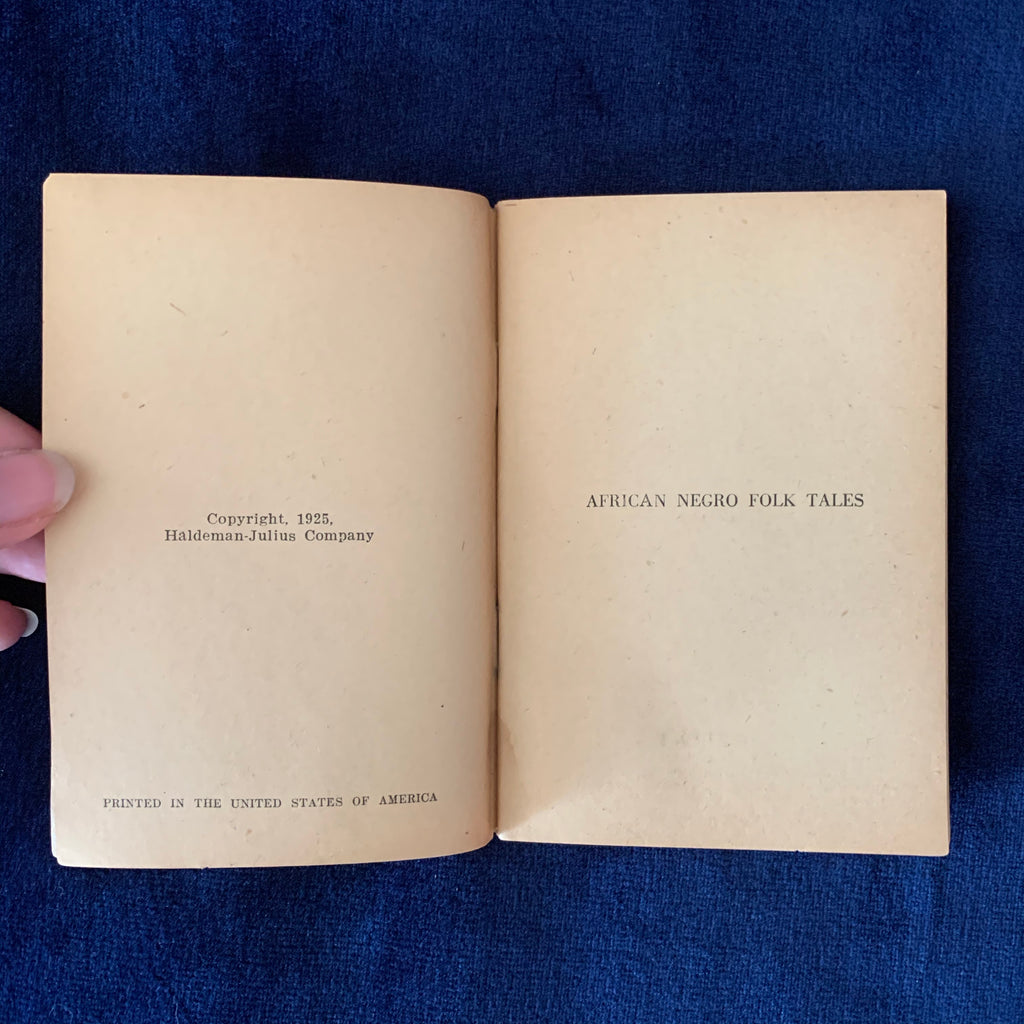 Copyright, 1925,
Haldeman-Julius Company
PRINTED IN THE UNITED STATES OF AMERICA
AFRICAN NEGRO FOLK TALES